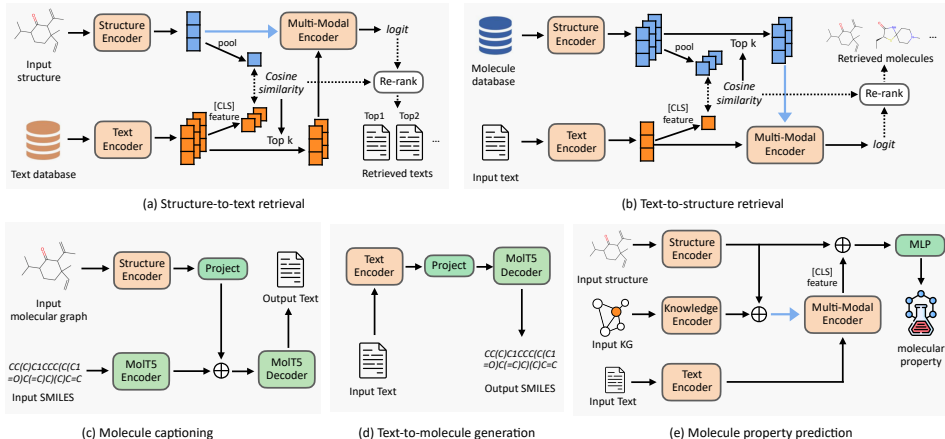 Structure
Encoder
Input
structure
pool
Multi-Modal
Encoder
logit
Cosine
similarity
Re-rank
[CLS]
feature
Top k
Text
Encoder
Text database
Top1 Top2
...
Retrieved texts
(a) Structure-to-text retrieval
Molecule
database
Structure
Encoder
pool
Top k
Cosine
similarity
[CLS]
feature
Input text
Text
Encoder
Multi-Modal
Encoder
logit
Re-rank
Retrieved molecules
...
(b) Text-to-structure retrieval
Input
molecular graph
Structure
Encoder
Project
Output Text
CC(C)C1CCC(C(C1
=O)C(=C)C)(C)C=C
Input SMILES
MolT5
Encoder
MolT5
Decoder
(c) Molecule captioning
Text Encoder
Project
MolT5
Decoder
Input Text
CC(C)C1CCC(C(C1
=O)C(=C)C)(C)C=C
Output SMILES
(d) Text-to-molecule generation
Input structure
Structure
Encoder
MLP
[CLS]
feature
Input KG
Knowledge
Encoder
Multi-Modal
Encoder
molecular
property
Input Text
Text
Encoder
(e) Molecule property prediction